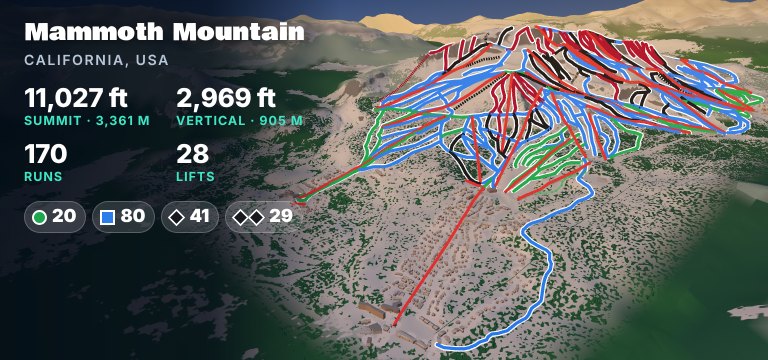 Mammoth Mountain
CALIFORNIA, USA
11,027 ft 2,969 ft
SUMMIT · 3,361 M VERTICAL · 905 M
170 28
RUNS LIFTS
20 80 41 29